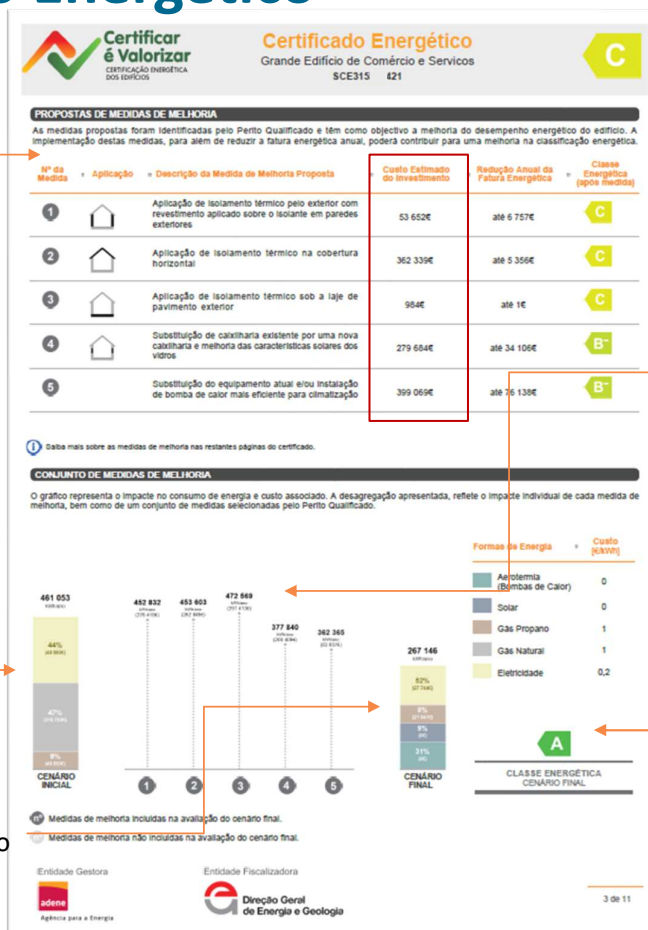 Energético
Certificar
é Valorizar
CERTIFICAÇÃO ENERGÉTICA
DOS EDIFÍCIOS
Certificado Energético
Grande Edifício de Comércio e Servicos
SCE315 421
C
PROPOSTAS DE MEDIDAS DE MELHORIA
As medidas propostas foram identificadas pelo Perito Qualificado e têm como objectivo a melhoria do desempenho energético do edifício. A
implementação destas medidas, para além de reduzir a fatura energética anual, poderá contribuir para uma melhoria na classificação energética.
Nº da Medida Aplicação Descrição da Medida de Melhoria Proposta Custo Estimado do Investimento Redução Anual da Fatura Energética Classe Energética (após medida)
1 Aplicação de isolamento térmico pelo exterior com
revestimento aplicado sobre o isolante em paredes
exteriores
53 652€ até 6 757€ C
2 Aplicação de isolamento térmico na cobertura
horizontal
362 339€ até 5 356€ C
3 Aplicação de isolamento térmico sob a laje de
pavimento exterior
984€ até 1€ C
4 Substituição de caixilharia existente por uma nova
caixilharia e melhoria das características solares dos
vidros
279 684€ até 34 106€ B-
5 Substituição do equipamento atual e/ou instalação
de bomba de calor mais eficiente para climatização
399 069€ até 76 138€ B-
Saiba mais sobre as medidas de melhoria nas restantes páginas do certificado.
CONJUNTO DE MEDIDAS DE MELHORIA
O gráfico representa o impacte no consumo de energia e custo associado. A desagregação apresentada, reflete o impacte individual de cada medida de
melhoria, bem como de um conjunto de medidas selecionadas pelo Perito Qualificado.
Formas de Energia Custo [€/kWh]
Aerotermia
(Bombas de Calor) 0
Solar 0
Gás Propano 1
Gás Natural 1
Eletricidade 0,2
461 053
44%
47%
9%
CENÁRIO
INICIAL
452 832
453 603
472 669
377 840
362 365
1 2 3 4 5
267 146
52%
9%
31%
CENÁRIO
FINAL
A
CLASSE ENERGÉTICA
CENÁRIO FINAL
nº Medidas de melhoria incluídas na avaliação do cenário final.
Medidas de melhoria não incluídas na avaliação do cenário final.
o
Entidade Gestora
adene
Agência para a Energia
Entidade Fiscalizadora
Direção Geral
de Energia e Geologia
3 de 11